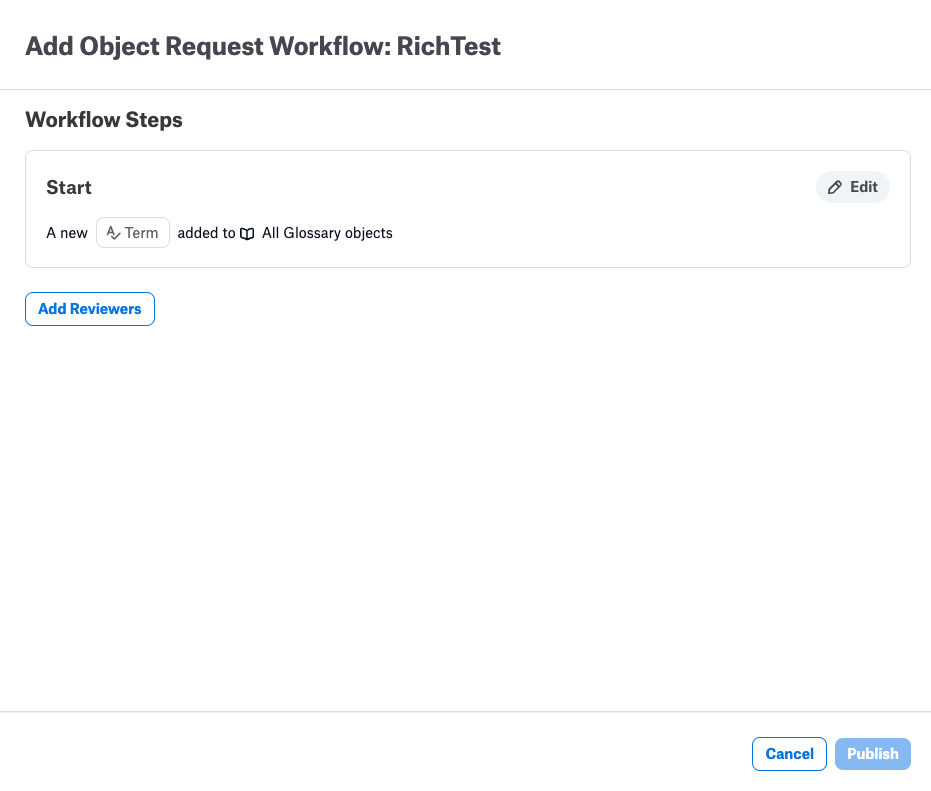 Add Object Request Workflow: RichTest
Workflow Steps
Start
Edit
A new Term added to All Glossary objects
Add Reviewers
Cancel
Publish